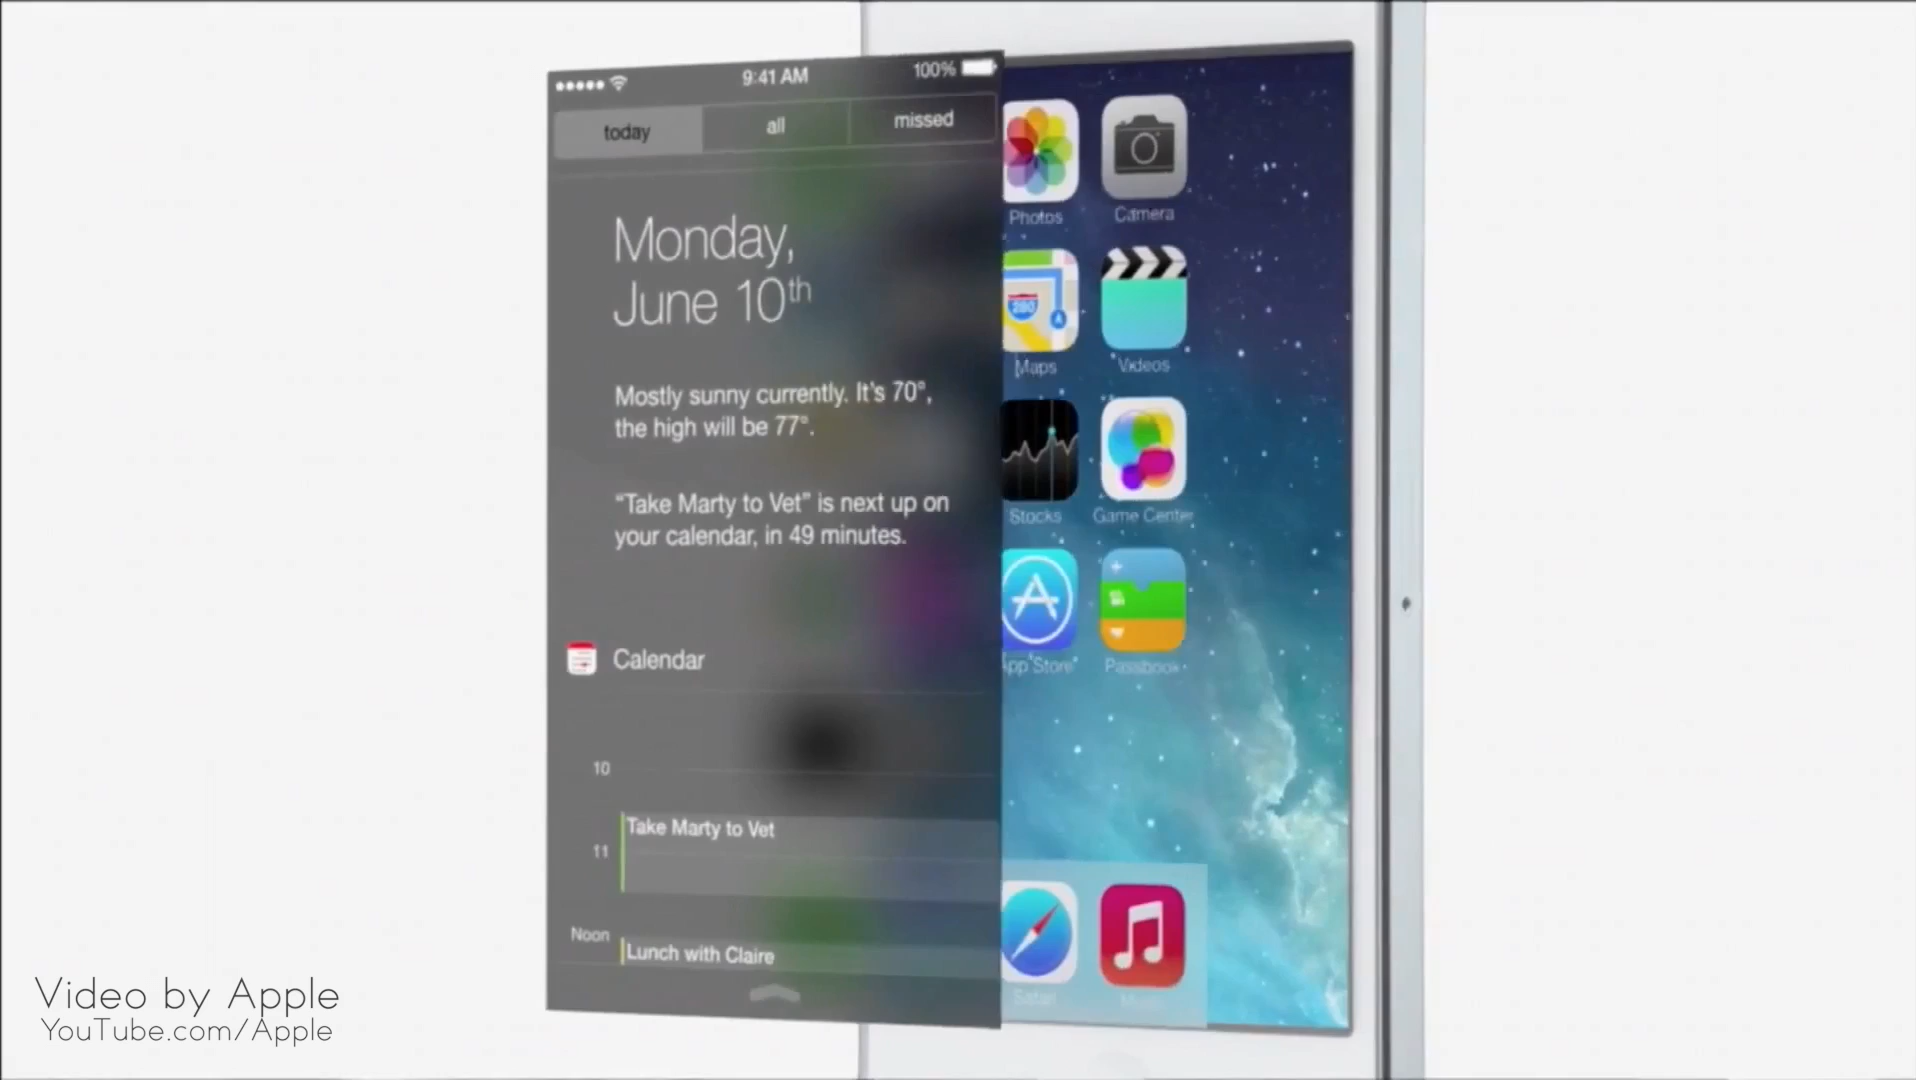 9:41 AM
100%
today
all
missed
Monday,
June 10th
Mostly sunny currently. It's 70°,
the high will be 77°.
“Take Marty to Vet” is next up on
your calendar, in 49 minutes.
Calendar
10
Take Marty to Vet
11
Noon
Lunch with Claire
Photos
Camera
280
Maps
Videos
Stocks
Game Center
App Store
Passbook
Safari
Music
Video by Apple
YouTube.com/Apple